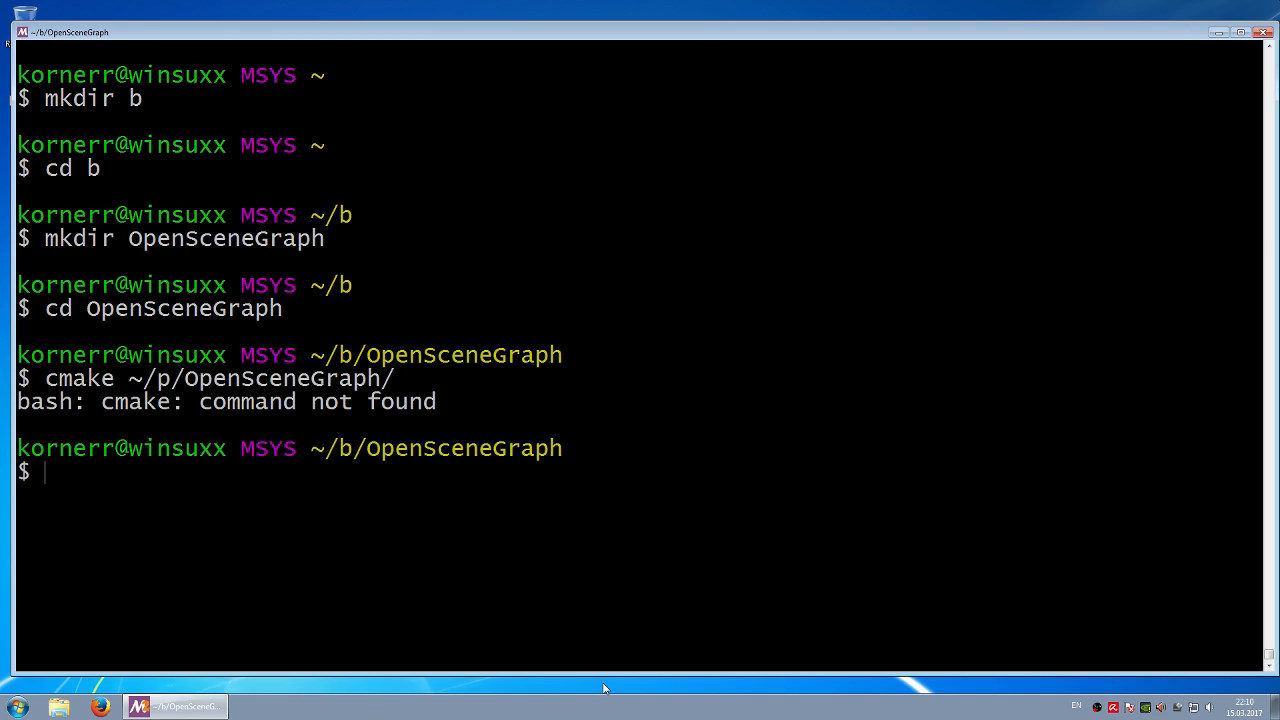 ~/b/OpenSceneGraph
kornerr@winsuxx MSYS ~
$ mkdir b
kornerr@winsuxx MSYS ~
$ cd b
kornerr@winsuxx MSYS ~/b
$ mkdir OpenSceneGraph
kornerr@winsuxx MSYS ~/b
$ cd OpenSceneGraph
kornerr@winsuxx MSYS ~/b/OpenSceneGraph
$ cmake ~/p/OpenSceneGraph/
bash: cmake: command not found
kornerr@winsuxx MSYS ~/b/OpenSceneGraph
$
~/b/OpenSceneG...
EN
22:10
15.03.2017